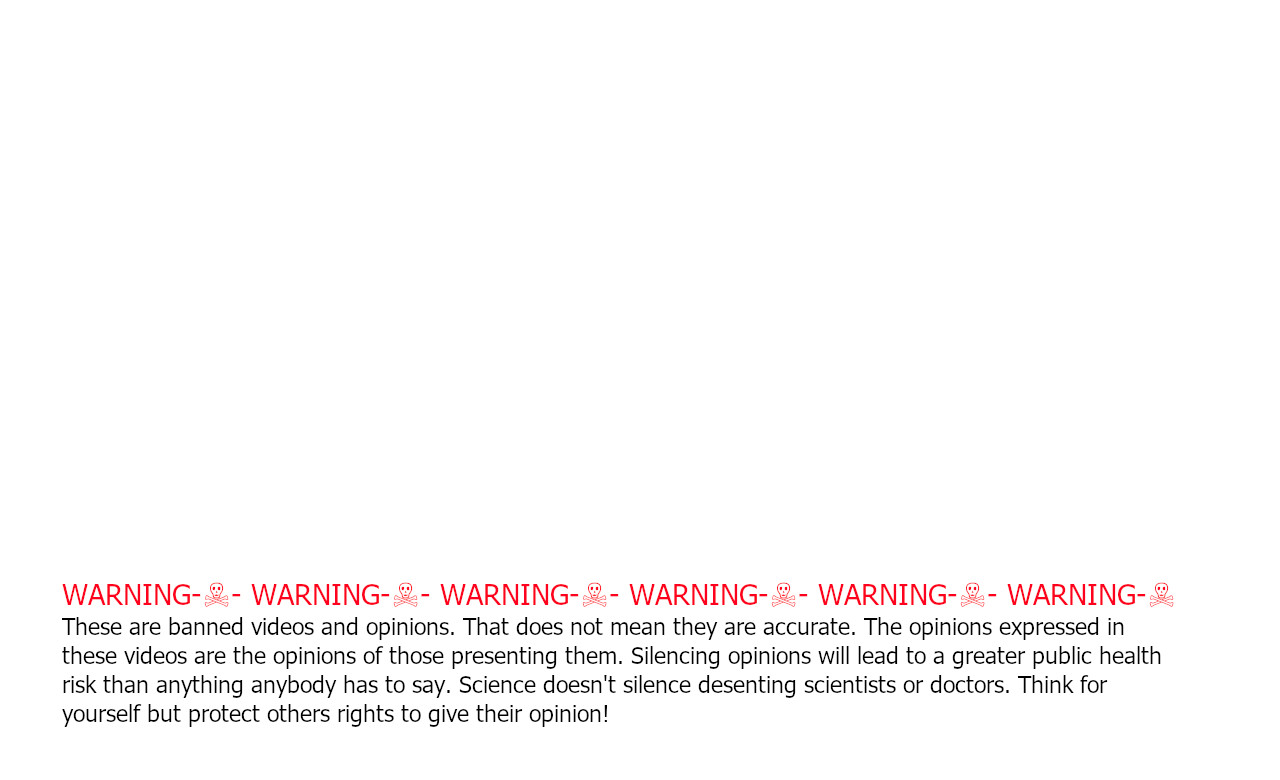 WARNING-☠- WARNING-☠- WARNING-☠- WARNING-☠- WARNING-☠- WARNING-☠
These are banned videos and opinions. That does not mean they are accurate. The opinions expressed in
these videos are the opinions of those presenting them. Silencing opinions will lead to a greater public health
risk than anything anybody has to say. Science doesn't silence desenting scientists or doctors. Think for
yourself but protect others rights to give their opinion!